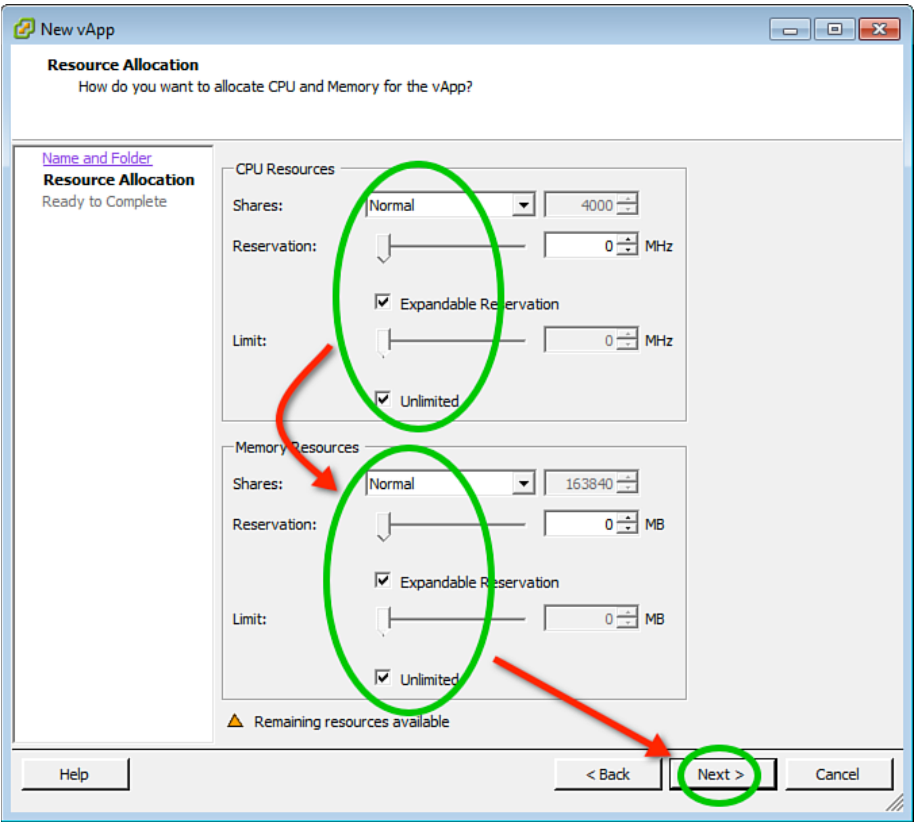 New vApp
Resource Allocation
How do you want to allocate CPU and Memory for the vApp?
Name and Folder
Resource Allocation
Ready to Complete
CPU Resources
Shares: Normal 4000
Reservation: 0 MHz
Expandable Reservation
Limit: 0 MHz
Unlimited
Memory Resources
Shares: Normal 163840
Reservation: 0 MB
Expandable Reservation
Limit: 0 MB
Unlimited
Remaining resources available
Help < Back Next > Cancel